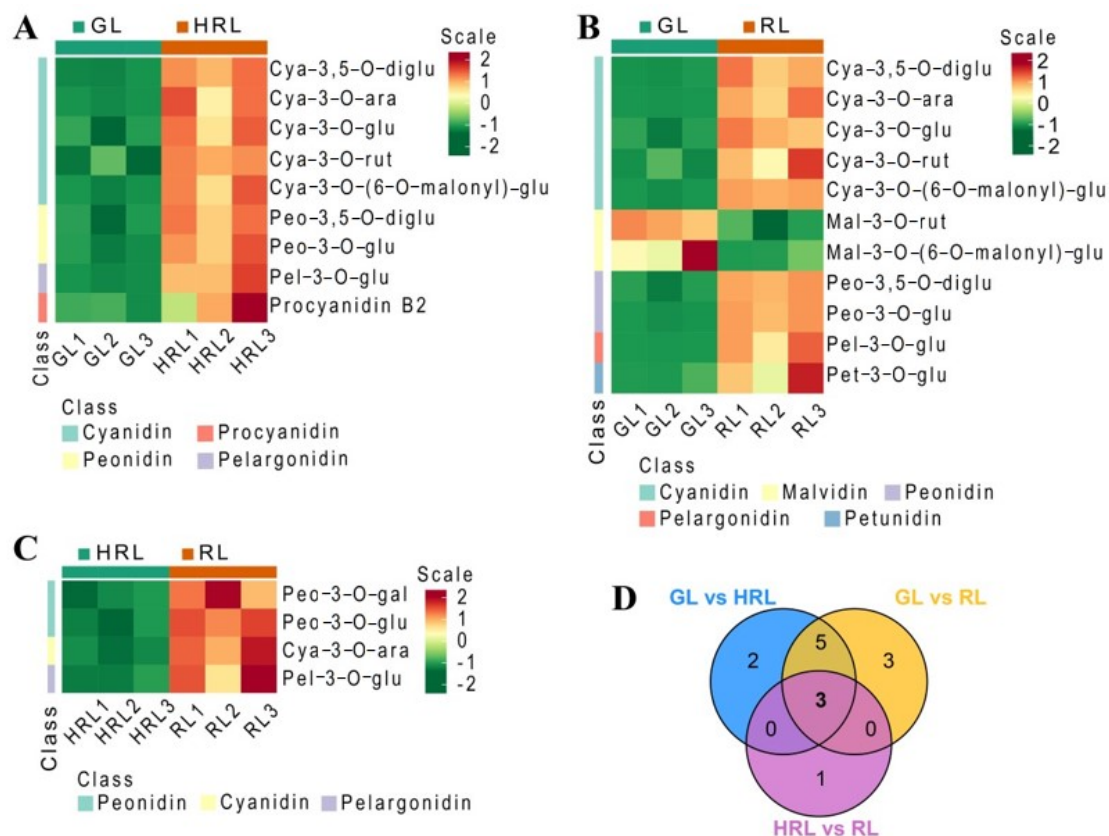 A
GL
HRL
Scale
2
1
0
-1
-2
Cya-3,5-O-diglu
Cya-3-O-ara
Cya-3-O-glu
Cya-3-O-rut
Cya-3-O-(6-O-malonyl)-glu
Peo-3,5-O-diglu
Peo-3-O-glu
Pel-3-O-glu
Procyanidin B2
Class
GL1
GL2
GL3
HRL1
HRL2
HRL3
Class
Cyanidin
Procyanidin
Peonidin
Pelargonidin
B
GL
RL
Scale
2
1
0
-1
-2
Cya-3,5-O-diglu
Cya-3-O-ara
Cya-3-O-glu
Cya-3-O-rut
Cya-3-O-(6-O-malonyl)-glu
Mal-3-O-rut
Mal-3-O-(6-O-malonyl)-glu
Peo-3,5-O-diglu
Peo-3-O-glu
Pel-3-O-glu
Pet-3-O-glu
Class
GL1
GL2
GL3
RL1
RL2
RL3
Class
Cyanidin
Malvidin
Peonidin
Pelargonidin
Petunidin
C
HRL
RL
Scale
2
1
0
-1
-2
Peo-3-O-gal
Peo-3-O-glu
Cya-3-O-ara
Pel-3-O-glu
Class
HRL1
HRL2
HRL3
RL1
RL2
RL3
Class
Peonidin
Cyanidin
Pelargonidin
D
GL vs HRL
GL vs RL
2
5
3
3
0
0
1
HRL vs RL